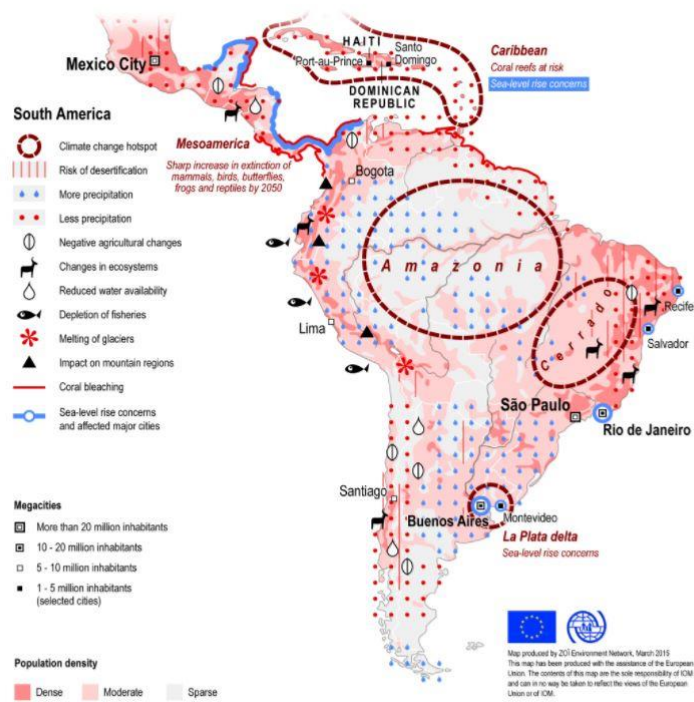 HAITI
Santo
Domingo
Port-au-Prince
DOMINICAN
REPUBLIC
Caribbean
Coral reefs at risk
Sea-level rise concerns
Mexico City
South America
Climate change hotspot
Risk of desertification
More precipitation
Less precipitation
Negative agricultural changes
Changes in ecosystems
Reduced water availability
Depletion of fisheries
Melting of glaciers
Impact on mountain regions
Coral bleaching
Sea-level rise concerns
and affected major cities
Mesoamerica
Sharp increase in extinction of
mammals, birds, butterflies,
frogs and reptiles by 2050
Bogota
Amazonia
Cerrado
Recife
Salvador
Lima
São Paulo
Rio de Janeiro
Santiago
Buenos Aires
Montevideo
La Plata delta
Sea-level rise concerns
Megacities
More than 20 million inhabitants
10 - 20 million inhabitants
5 - 10 million inhabitants
1 - 5 million inhabitants
(selected cities)
Population density
Dense
Moderate
Sparse
Map produced by ZOÏ Environment Network, March 2015
This map has been produced with the assistance of the European
Union. The contents of this map are the sole responsibility of IOM
and can in no way be taken to reflect the views of the European
Union or of IOM.